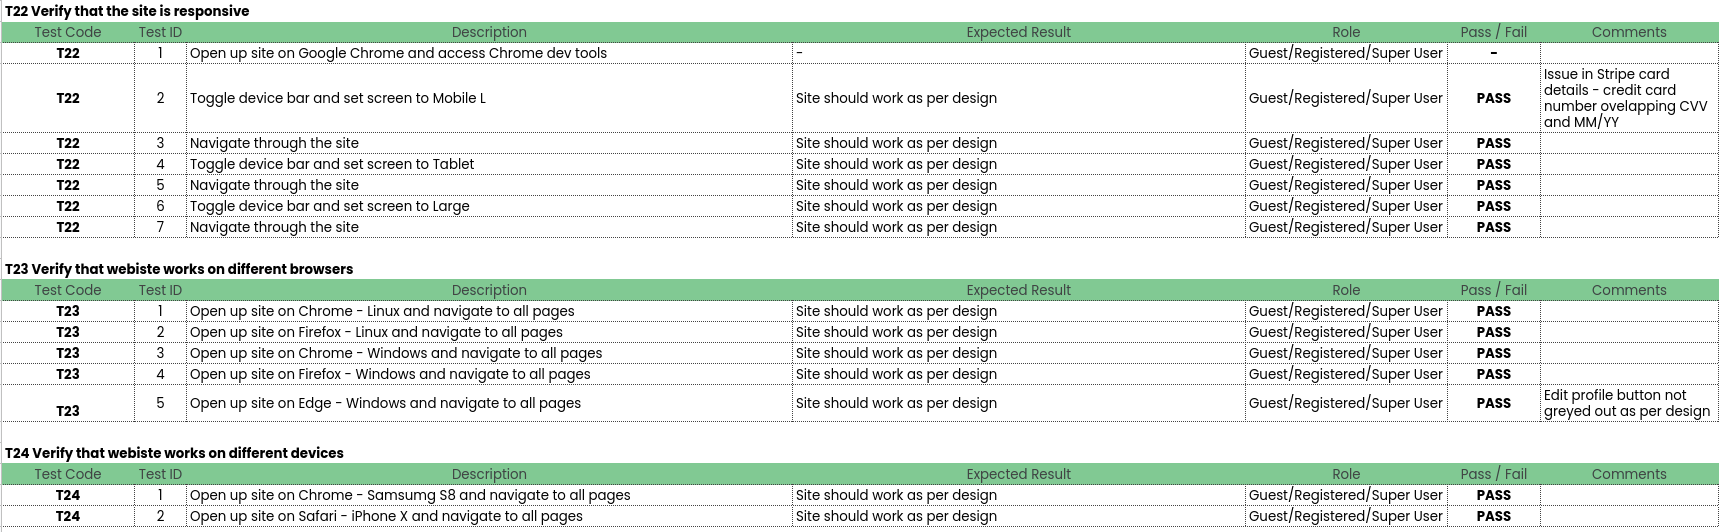 T22 Verify that the site is responsive
Test Code Test ID Description Expected Result Role Pass / Fail Comments
T22 1 Open up site on Google Chrome and access Chrome dev tools - Guest/Registered/Super User -
T22 2 Toggle device bar and set screen to Mobile L Site should work as per design Guest/Registered/Super User PASS Issue in Stripe card
details - credit card
number ovelapping CVV
and MM/YY
T22 3 Navigate through the site Site should work as per design Guest/Registered/Super User PASS
T22 4 Toggle device bar and set screen to Tablet Site should work as per design Guest/Registered/Super User PASS
T22 5 Navigate through the site Site should work as per design Guest/Registered/Super User PASS
T22 6 Toggle device bar and set screen to Large Site should work as per design Guest/Registered/Super User PASS
T22 7 Navigate through the site Site should work as per design Guest/Registered/Super User PASS
T23 Verify that webiste works on different browsers
Test Code Test ID Description Expected Result Role Pass / Fail Comments
T23 1 Open up site on Chrome - Linux and navigate to all pages Site should work as per design Guest/Registered/Super User PASS
T23 2 Open up site on Firefox - Linux and navigate to all pages Site should work as per design Guest/Registered/Super User PASS
T23 3 Open up site on Chrome - Windows and navigate to all pages Site should work as per design Guest/Registered/Super User PASS
T23 4 Open up site on Firefox - Windows and navigate to all pages Site should work as per design Guest/Registered/Super User PASS
T23 5 Open up site on Edge - Windows and navigate to all pages Site should work as per design Guest/Registered/Super User PASS Edit profile button not
greyed out as per design
T24 Verify that webiste works on different devices
Test Code Test ID Description Expected Result Role Pass / Fail Comments
T24 1 Open up site on Chrome - Samsumg S8 and navigate to all pages Site should work as per design Guest/Registered/Super User PASS
T24 2 Open up site on Safari - iPhone X and navigate to all pages Site should work as per design Guest/Registered/Super User PASS